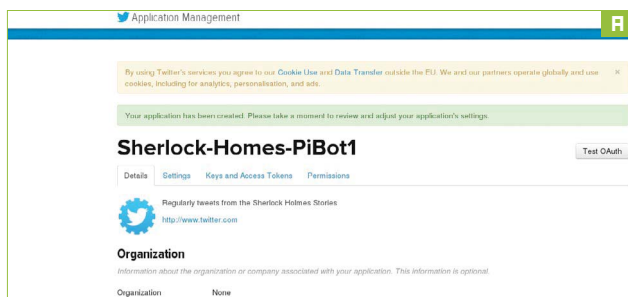 Application Management
A
By using Twitter's services you agree to our Cookie Use and Data Transfer outside the EU. We and our partners operate globally and use
cookies, including for analytics, personalisation, and ads.
×
Your application has been created. Please take a moment to review and adjust your application's settings.
Sherlock-Homes-PiBot1
Test OAuth
Details Settings Keys and Access Tokens Permissions
Regularly tweets from the Sherlock Holmes Stories
http://www.twitter.com
Organization
Information about the organization or company associated with your application. This information is optional.
Organization None